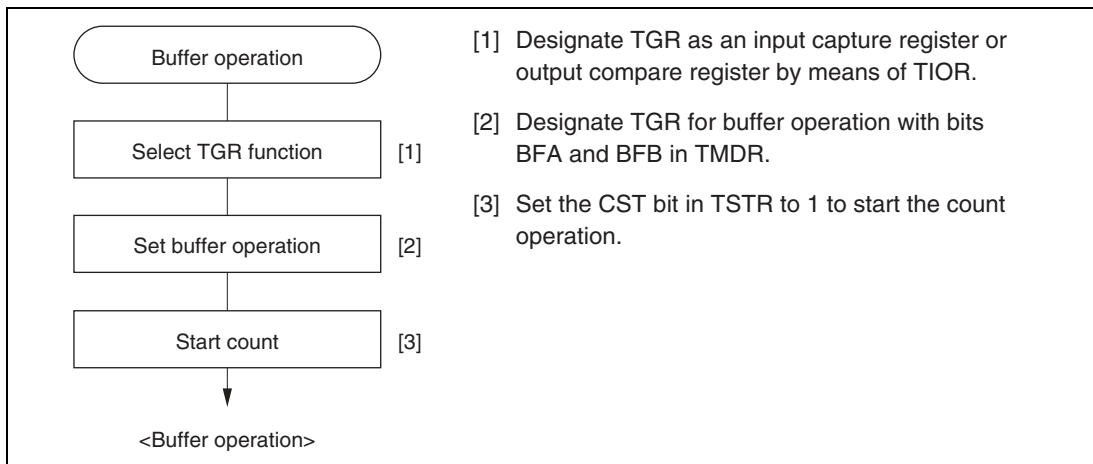 Buffer operation
Select TGR function
[1]
Set buffer operation
[2]
Start count
[3]
<Buffer operation>
[1] Designate TGR as an input capture register or
output compare register by means of TIOR.
[2] Designate TGR for buffer operation with bits
BFA and BFB in TMDR.
[3] Set the CST bit in TSTR to 1 to start the count
operation.